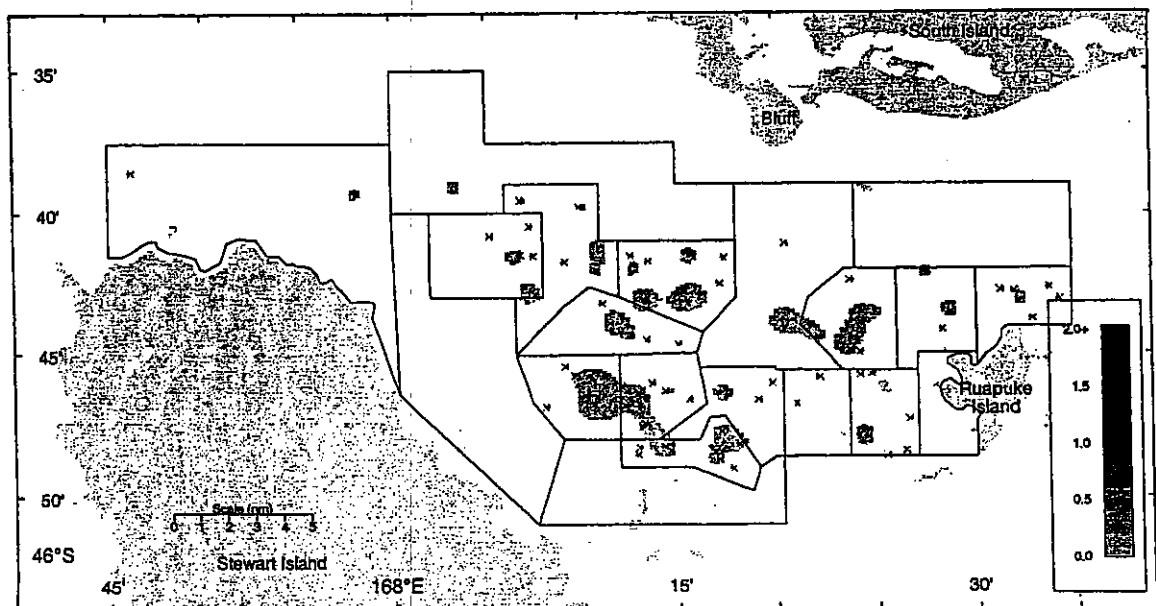 South Island
35'
Bluff
40'
45'
2.0+
Ruapuke
Island
1.5
1.0
50'
0.5
Scale (nm)
0 1 2 3 4 5
46°S
Stewart Island
0.0
45'
168°E
15'
30'